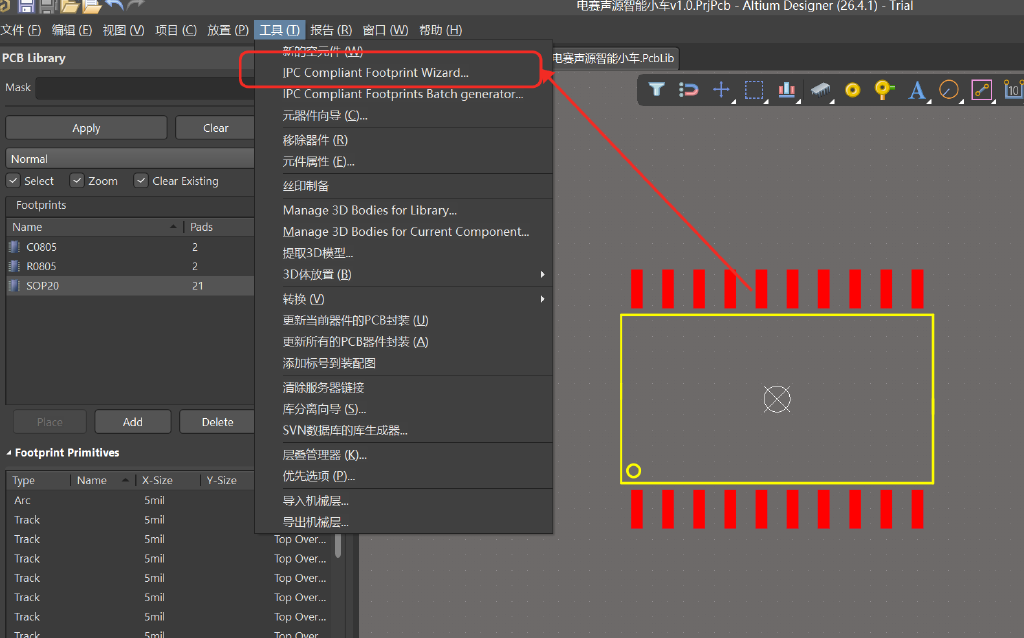 电赛声源智能小车v1.0.PrjPcb - Altium Designer (26.4.1) - Trial
文件 (F) 编辑 (E) 视图 (V) 项目 (C) 放置 (P) 工具 (T) 报告 (R) 窗口 (W) 帮助 (H)
PCB Library
电赛声源智能小车.PcbLib
Mask
Apply Clear
Normal
Select Zoom Clear Existing
Footprints
Name Pads
C0805 2
R0805 2
SOP20 21
Place Add Delete
Footprint Primitives
Type Name X-Size Y-Size
Arc 5mil
Track 5mil
Track 5mil Top Over...
Track 5mil Top Over...
Track 5mil Top Over...
Track 5mil Top Over...
Track 5mil Top Over...
Track 5mil Top Over...
新的空元件 (W)
IPC Compliant Footprint Wizard...
IPC Compliant Footprints Batch generator...
元器件向导 (C)...
移除器件 (R)
元件属性 (E)...
丝印制备
Manage 3D Bodies for Library...
Manage 3D Bodies for Current Component...
提取3D模型...
3D体放置 (B)
转换 (V)
更新当前器件的PCB封装 (U)
更新所有的PCB器件封装 (A)
添加标号到装配图
清除服务器链接
库分离向导 (S)...
SVN数据库的库生成器...
层叠管理器 (K)...
优先选项 (P)...
导入机械层...
导出机械层...
A
10